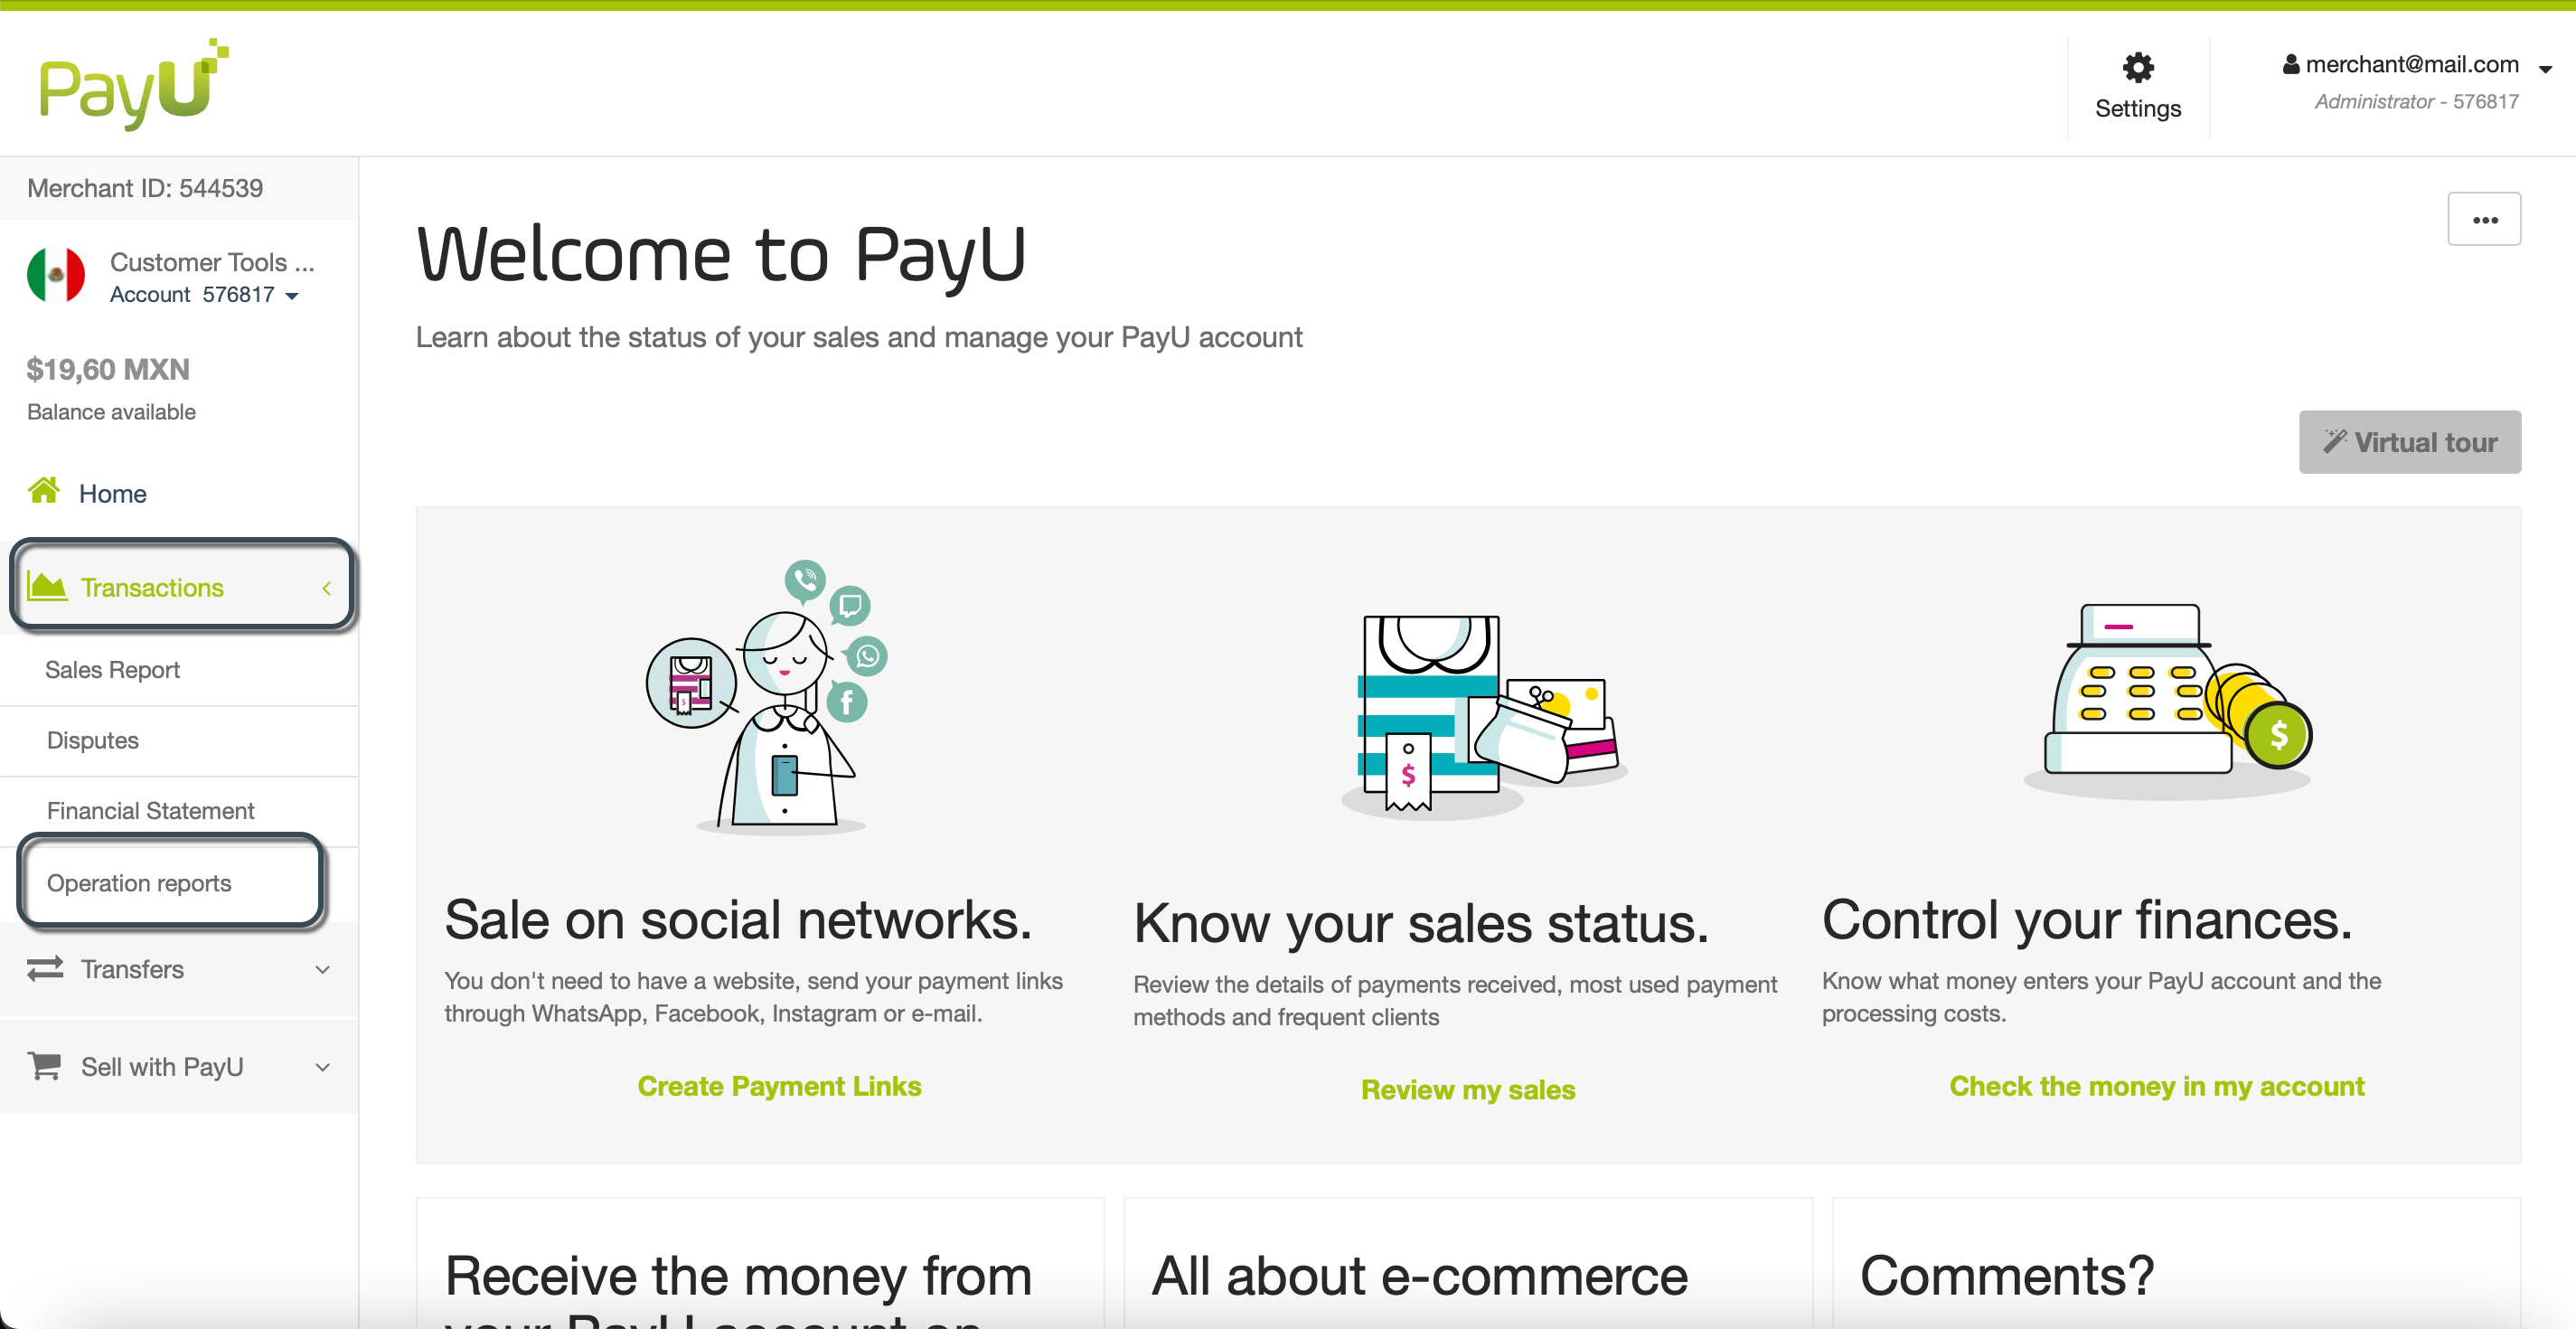 PayU
Settings
merchant@mail.com
Administrator - 576817
Merchant ID: 544539
Customer Tools ...
Account 576817
$19,60 MXN
Balance available
Home
Transactions
Sales Report
Disputes
Financial Statement
Operation reports
Transfers
Sell with PayU
Welcome to PayU
Learn about the status of your sales and manage your PayU account
Virtual tour
Sale on social networks.
You don't need to have a website, send your payment links
through WhatsApp, Facebook, Instagram or e-mail.
Create Payment Links
Know your sales status.
Review the details of payments received, most used payment
methods and frequent clients
Review my sales
Control your finances.
Know what money enters your PayU account and the
processing costs.
Check the money in my account
Receive the money from
your PayU account on
All about e-commerce
Comments?